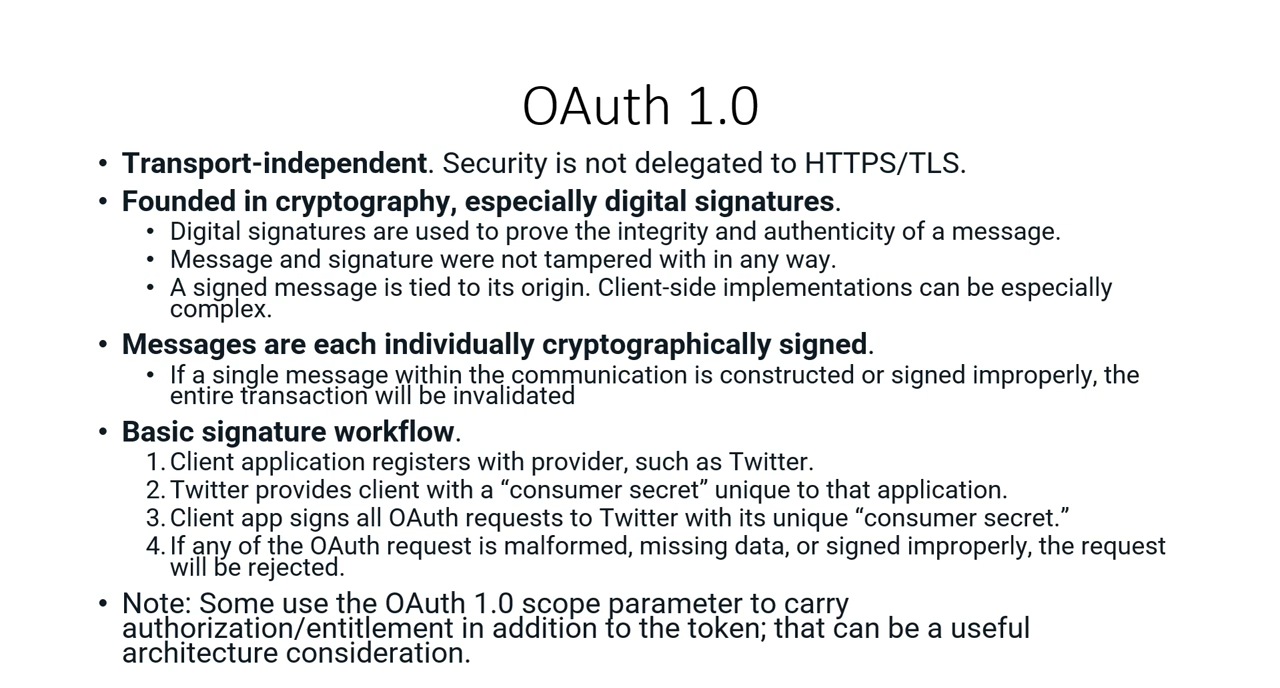 OAuth 1.0
• Transport-independent. Security is not delegated to HTTPS/TLS.
• Founded in cryptography, especially digital signatures.
• Digital signatures are used to prove the integrity and authenticity of a message.
• Message and signature were not tampered with in any way.
• A signed message is tied to its origin. Client-side implementations can be especially
complex.
• Messages are each individually cryptographically signed.
• If a single message within the communication is constructed or signed improperly, the
entire transaction will be invalidated
• Basic signature workflow.
1. Client application registers with provider, such as Twitter.
2. Twitter provides client with a “consumer secret” unique to that application.
3. Client app signs all OAuth requests to Twitter with its unique “consumer secret.”
4. If any of the OAuth request is malformed, missing data, or signed improperly, the request
will be rejected.
• Note: Some use the OAuth 1.0 scope parameter to carry
authorization/entitlement in addition to the token; that can be a useful
architecture consideration.